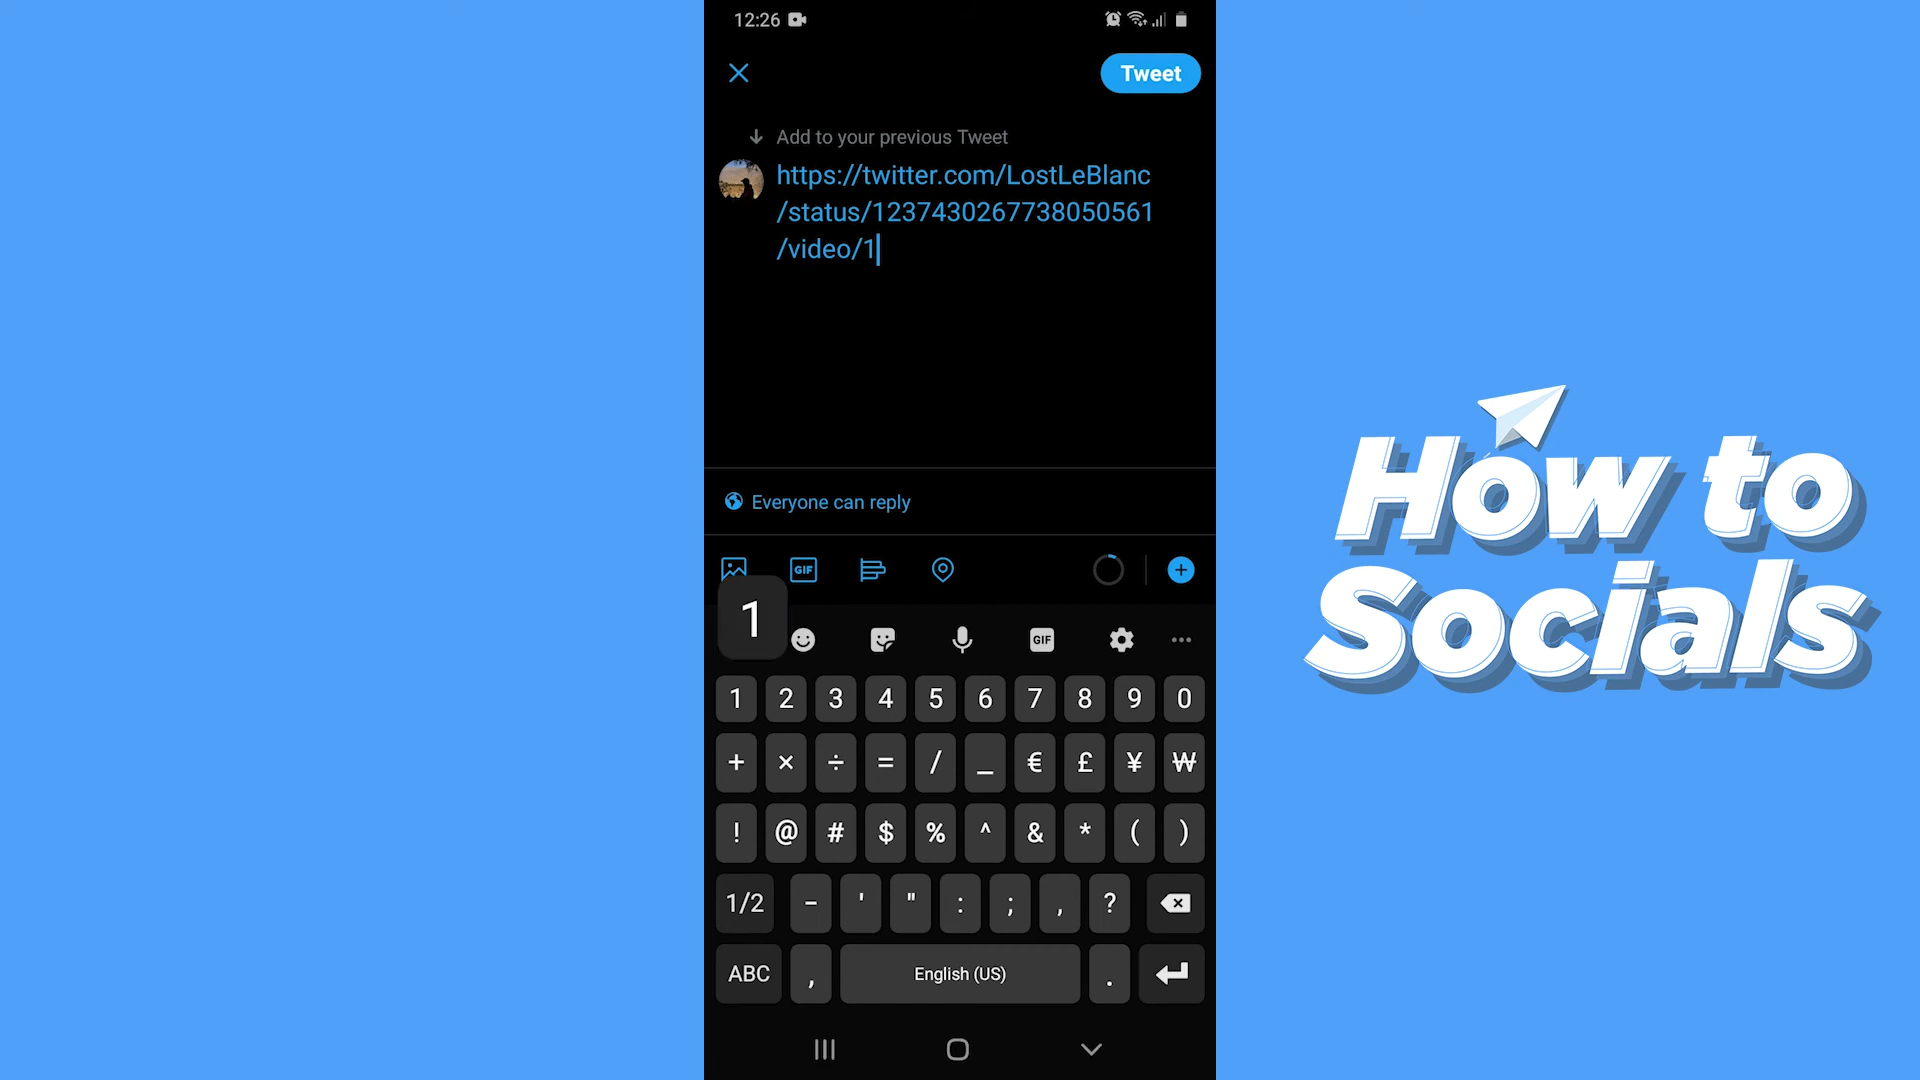 12:26
Tweet
Add to your previous Tweet
https://twitter.com/LostLeBlanc
/status/1237430267738050561
/video/1
Everyone can reply
GIF
1
GIF
1 2 3 4 5 6 7 8 9 0
+ × ÷ = / _ € £ ¥ ₩
! @ # $ % ^ & * ( )
1/2 - ' " : ; , ?
ABC , English (US) .
How to
Socials